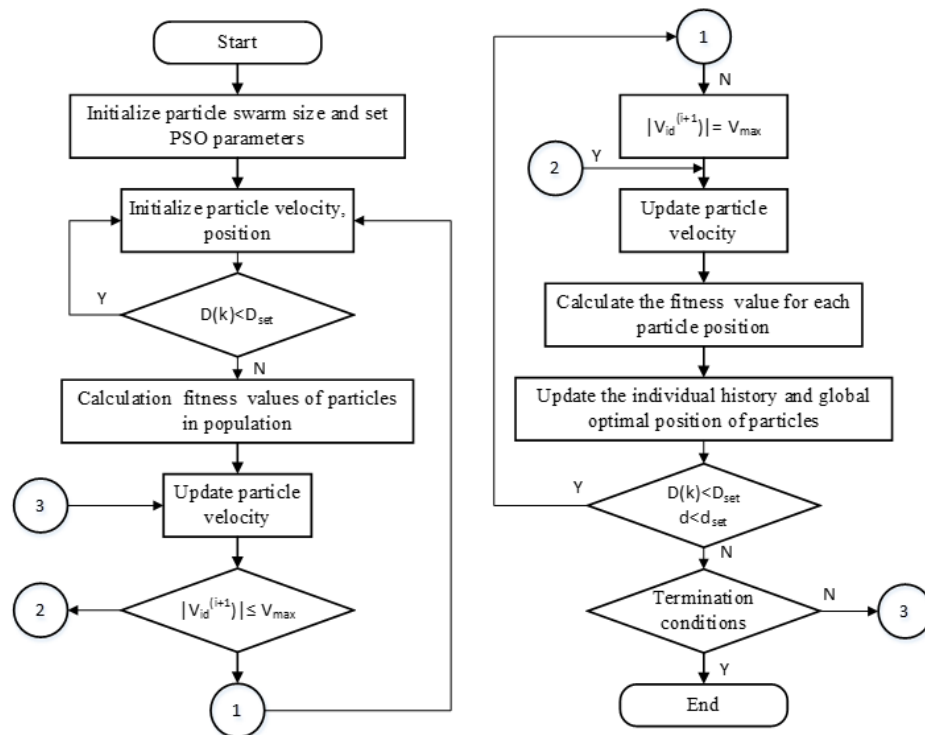 Start
Initialize particle swarm size and set
PSO parameters
Initialize particle velocity,
position
Y
D(k)<D_set
N
Calculation fitness values of particles
in population
3
Update particle
velocity
2
|V_id^(i+1)| ≤ V_max
1
1
N
|V_id^(i+1)| = V_max
2
Y
Update particle
velocity
Calculate the fitness value for each
particle position
Update the individual history and global
optimal position of particles
Y
D(k)<D_set
d<d_set
N
Termination
conditions
N
3
Y
End